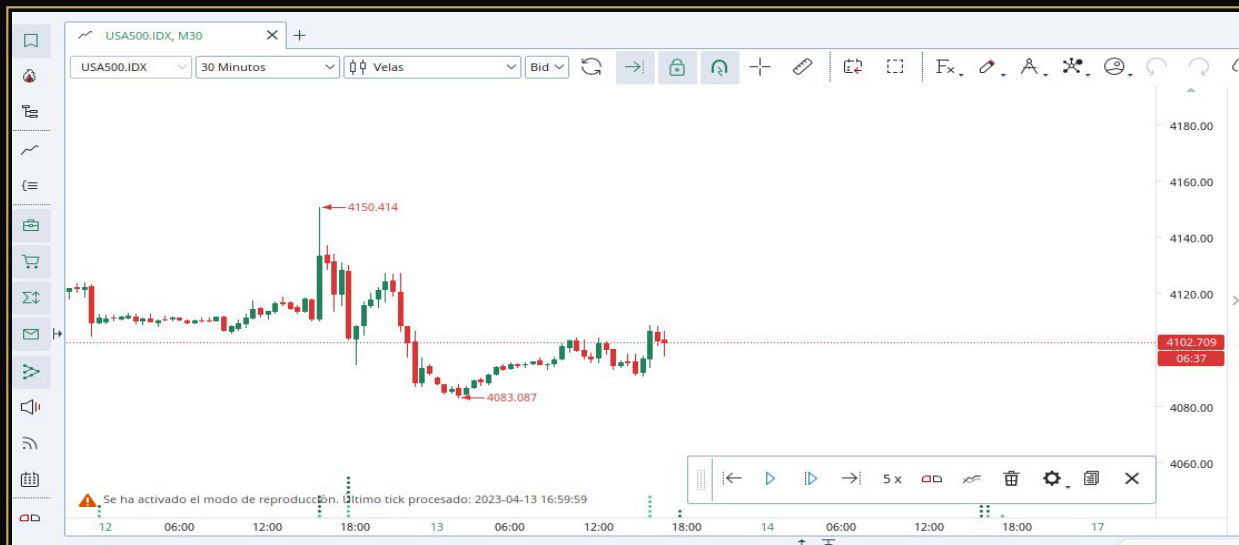 USA500.IDX, M30
USA500.IDX
30 Minutos
Velas
Bid
Fx
4180.00
4160.00
4150.414
4140.00
4120.00
4102.709
06:37
4083.087
4080.00
4060.00
5 x
Se ha activado el modo de reproducción. Último tick procesado: 2023-04-13 16:59:59
12 06:00 12:00 18:00 13 06:00 12:00 18:00 14 06:00 12:00 18:00 17